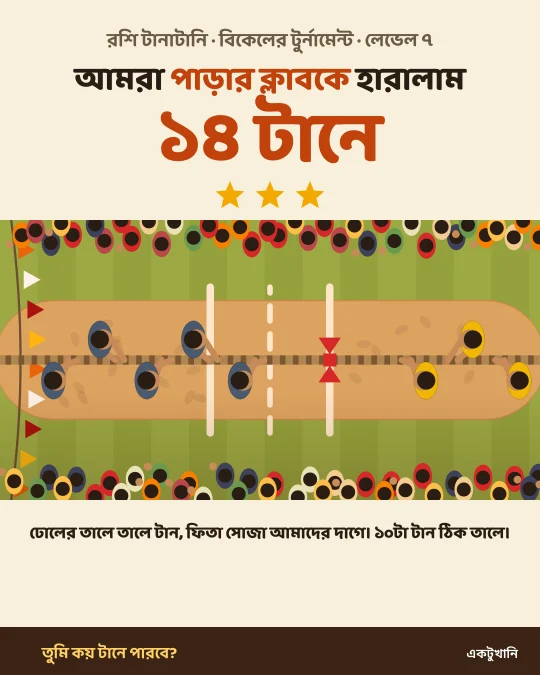 রশি টানাটানি · বিকেলের টুর্নামেন্ট · লেভেল ৭
আমরা পাড়ার ক্লাবকে হারালাম
১৪ টানে
ঢোলের তালে তালে টান, ফিতা সোজা আমাদের দাগে। ১০টা টান ঠিক তালে।
তুমি কয় টানে পারবে?
একটুখানি